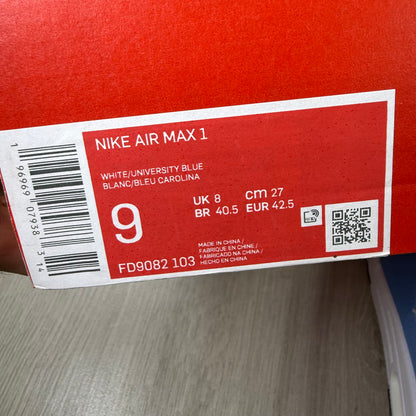 NIKE AIR MAX 1
WHITE/UNIVERSITY BLUE
BLANC/BLEU CAROLINA
9
UK 8 cm 27
BR 40.5 EUR 42.5
FD9082 103
MADE IN CHINA /
FABRIQUÉ EN CHINE /
FABRICADO NA CHINA /
HECHO EN CHINA
1 96969 07938 3 14